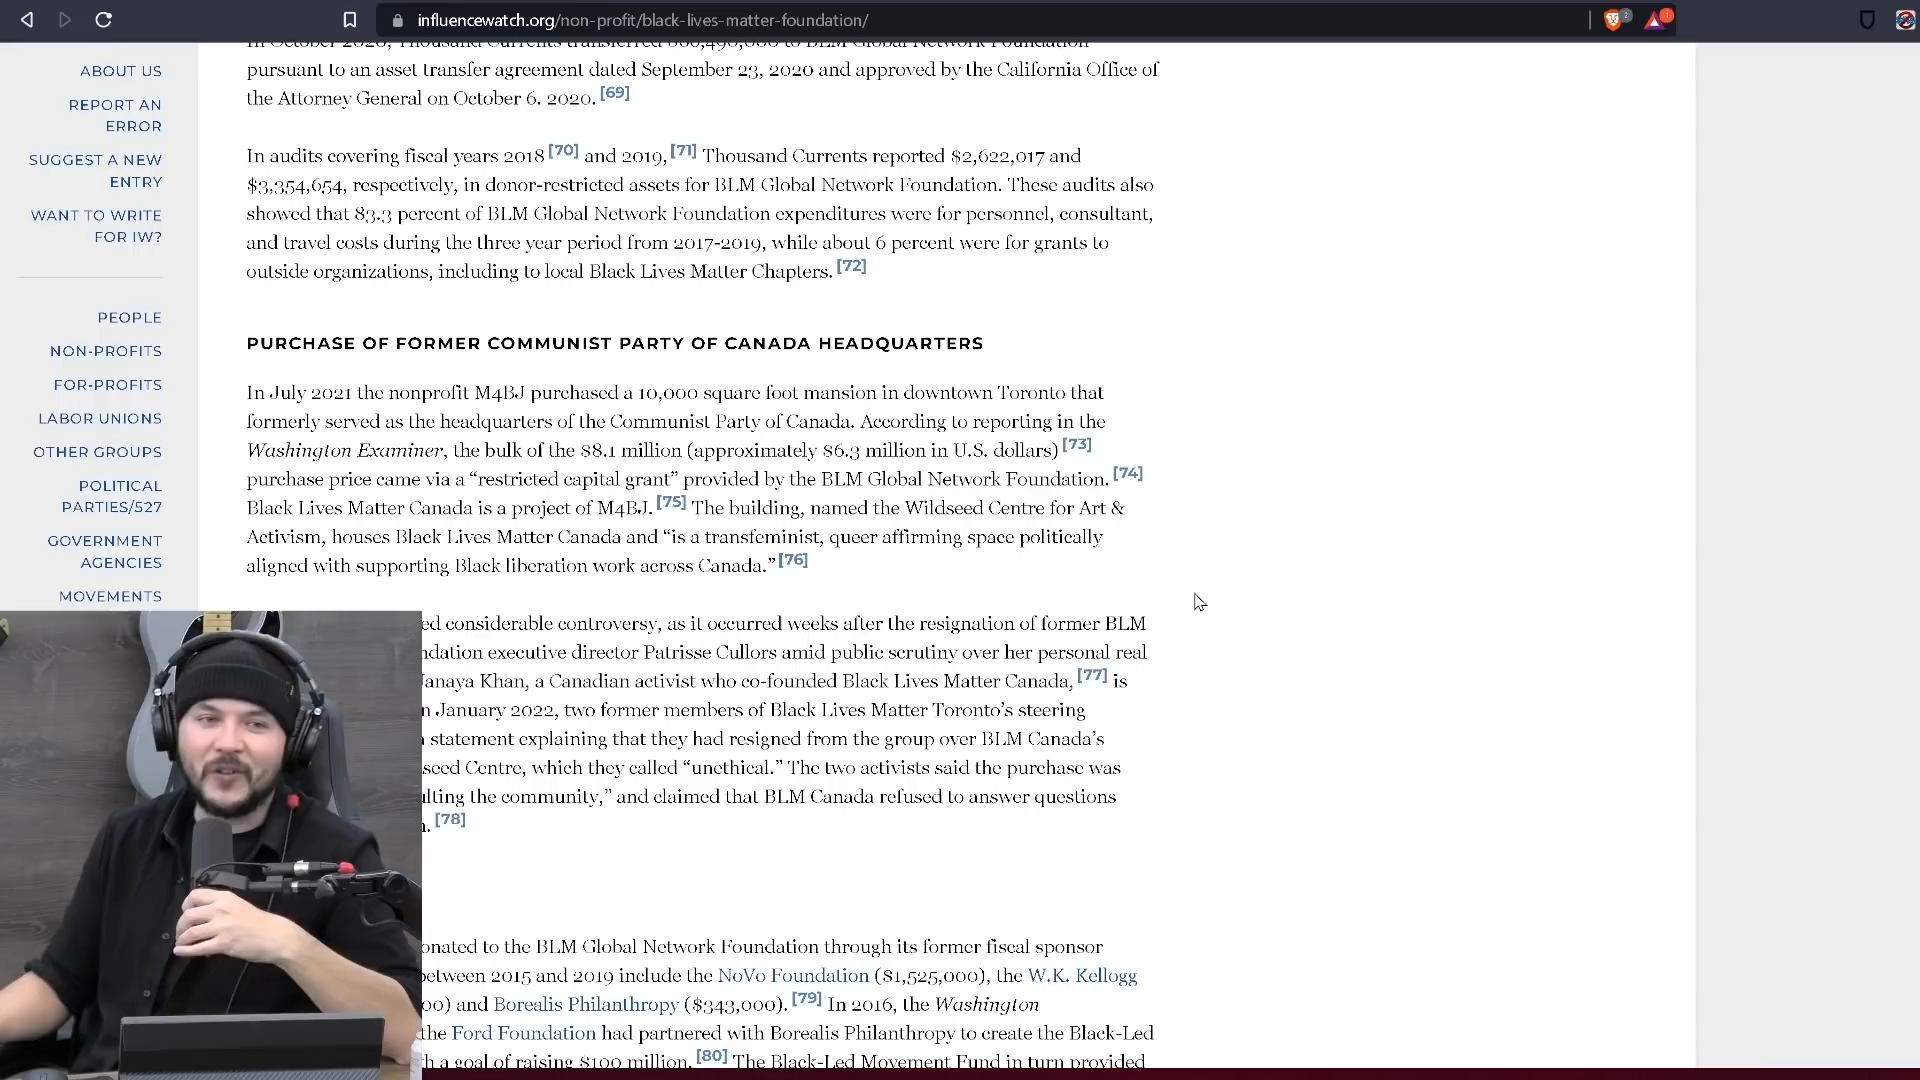 influencewatch.org/non-profit/black-lives-matter-foundation/
2
1
ABOUT US
REPORT AN
ERROR
SUGGEST A NEW
ENTRY
WANT TO WRITE
FOR IW?
PEOPLE
NON-PROFITS
FOR-PROFITS
LABOR UNIONS
OTHER GROUPS
POLITICAL
PARTIES/527
GOVERNMENT
AGENCIES
MOVEMENTS
In October 2020, Thousand Currents transferred to BLM Global Network Foundation
pursuant to an asset transfer agreement dated September 23, 2020 and approved by the California Office of
the Attorney General on October 6. 2020. [69]
In audits covering fiscal years 2018 [70] and 2019, [71] Thousand Currents reported $2,622,017 and
$3,354,654, respectively, in donor-restricted assets for BLM Global Network Foundation. These audits also
showed that 83.3 percent of BLM Global Network Foundation expenditures were for personnel, consultant,
and travel costs during the three year period from 2017-2019, while about 6 percent were for grants to
outside organizations, including to local Black Lives Matter Chapters. [72]
PURCHASE OF FORMER COMMUNIST PARTY OF CANADA HEADQUARTERS
In July 2021 the nonprofit M4BJ purchased a 10,000 square foot mansion in downtown Toronto that
formerly served as the headquarters of the Communist Party of Canada. According to reporting in the
Washington Examiner, the bulk of the $8.1 million (approximately $6.3 million in U.S. dollars) [73]
purchase price came via a “restricted capital grant” provided by the BLM Global Network Foundation. [74]
Black Lives Matter Canada is a project of M4BJ. [75] The building, named the Wildseed Centre for Art &
Activism, houses Black Lives Matter Canada and “is a transfeminist, queer affirming space politically
aligned with supporting Black liberation work across Canada.” [76]
ed considerable controversy, as it occurred weeks after the resignation of former BLM
ndation executive director Patrisse Cullors amid public scrutiny over her personal real
Janaya Khan, a Canadian activist who co-founded Black Lives Matter Canada, [77] is
n January 2022, two former members of Black Lives Matter Toronto’s steering
statement explaining that they had resigned from the group over BLM Canada’s
seed Centre, which they called “unethical.” The two activists said the purchase was
ulting the community,” and claimed that BLM Canada refused to answer questions
. [78]
onated to the BLM Global Network Foundation through its former fiscal sponsor
between 2015 and 2019 include the NoVo Foundation ($1,525,000), the W.K. Kellogg
00) and Borealis Philanthropy ($343,000). [79] In 2016, the Washington
the Ford Foundation had partnered with Borealis Philanthropy to create the Black-Led
h a goal of raising $100 million. [80] The Black-Led Movement Fund in turn provided